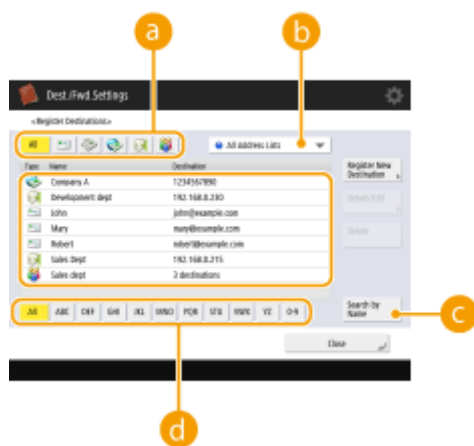 a
b
Dest./Fwd.Settings
<Register Destinations>
All
All Address Lists
Type Name Destination
Register New
Destination
Company A 1234567890
Development dept 192.168.0.230
Details/Edit
John john@example.com
Mary mary@example.com
Delete
Robert robert@example.com
Sales Dept 192.168.0.215
Sales dept 3 destinations
All ABC DEF GHI JKL MNO PQR STU VWX YZ 0-9
Search by
Name
c
Close
d